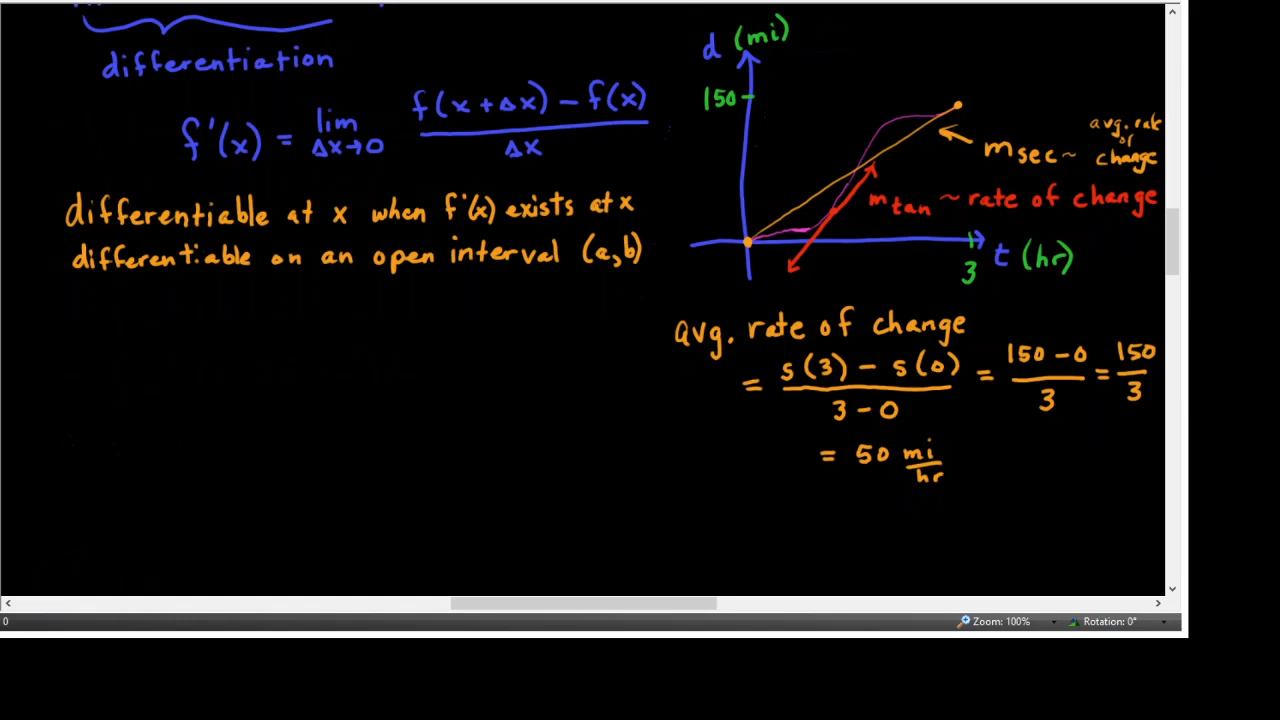 differentiation
f'(x) = lim Δx→0 f(x+Δx) - f(x) / Δx
differentiable at x when f'(x) exists at x
differentiable on an open interval (a,b)
d (mi)
150
avg. rate
of
m sec ~ change
m tan ~ rate of change
3
t (hr)
avg. rate of change
= s(3) - s(0) / 3 - 0 = 150 - 0 / 3 = 150 / 3
= 50 mi / hr
0
Zoom: 100%
Rotation: 0°